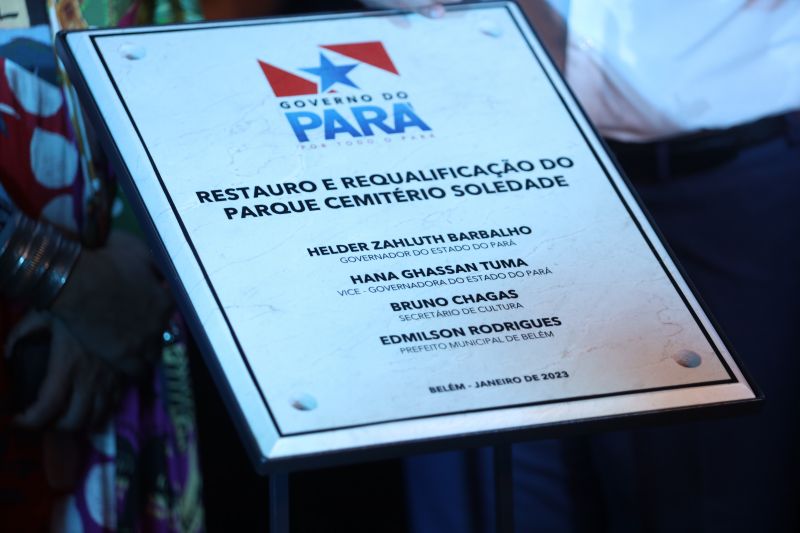 GOVERNO DO
PARÁ
POR TODO O PARÁ
RESTAURO E REQUALIFICAÇÃO DO
PARQUE CEMITÉRIO SOLEDADE
HELDER ZAHLUTH BARBALHO
GOVERNADOR DO ESTADO DO PARÁ
HANA GHASSAN TUMA
VICE - GOVERNADORA DO ESTADO DO PARÁ
BRUNO CHAGAS
SECRETÁRIO DE CULTURA
EDMILSON RODRIGUES
PREFEITO MUNICIPAL DE BELÉM
BELÉM - JANEIRO DE 2023